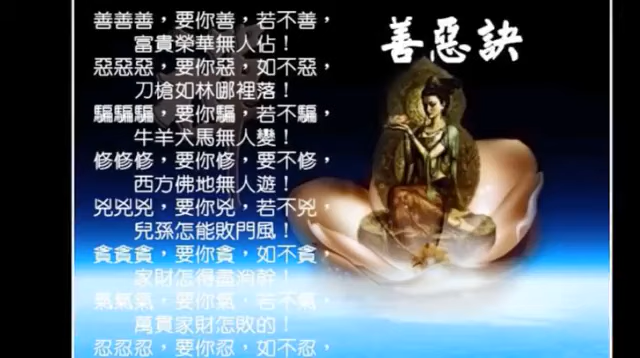 善惡訣
善善善，要你善，若不善，
富貴榮華無人佔！
惡惡惡，要你惡，如不惡，
刀槍如林哪裡落！
騙騙騙，要你騙，若不騙，
牛羊犬馬無人變！
修修修，要你修，要不修，
西方佛地無人遊！
兇兇兇，要你兇，若不兇，
兒孫怎能敗門風！
貪貪貪，要你貪，如不貪，
家財怎得盡消幹！
氣氣氣，要你氣，若不氣，
萬貫家財怎敗的！
忍忍忍，要你忍，如不忍，